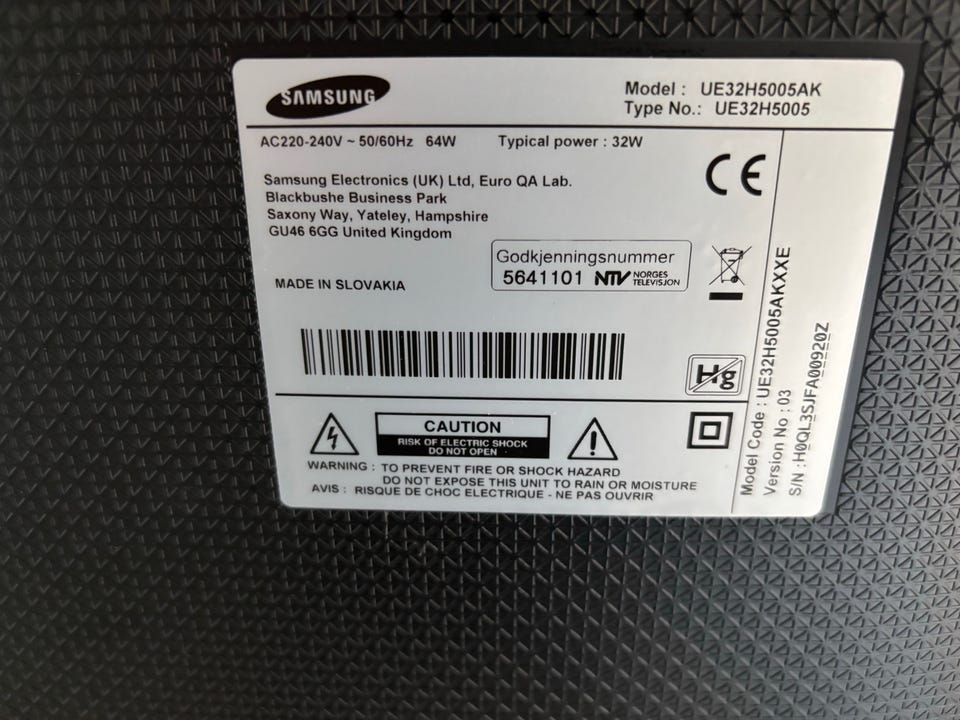 SAMSUNG
Model : UE32H5005AK
Type No.: UE32H5005
AC220-240V ~ 50/60Hz 64W Typical power : 32W
Samsung Electronics (UK) Ltd, Euro QA Lab.
Blackbushe Business Park
Saxony Way, Yateley, Hampshire
GU46 6GG United Kingdom
CE
Godkjenningsnummer
5641101 NTV NORGES
TELEVISJON
MADE IN SLOVAKIA
Hg
CAUTION
RISK OF ELECTRIC SHOCK
DO NOT OPEN
WARNING : TO PREVENT FIRE OR SHOCK HAZARD
DO NOT EXPOSE THIS UNIT TO RAIN OR MOISTURE
AVIS : RISQUE DE CHOC ELECTRIQUE - NE PAS OUVRIR
Model Code : UE32H5005AKXXE
Version No : 03
S/N : H0QL3SJFA00920Z